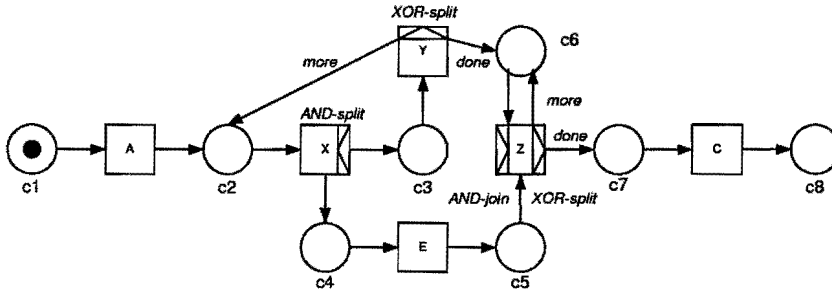 XOR-split
c6
Y
more
done
AND-split
more
A
X
Z
done
C
c1
c2
c3
c7
c8
AND-join
XOR-split
E
c4
c5